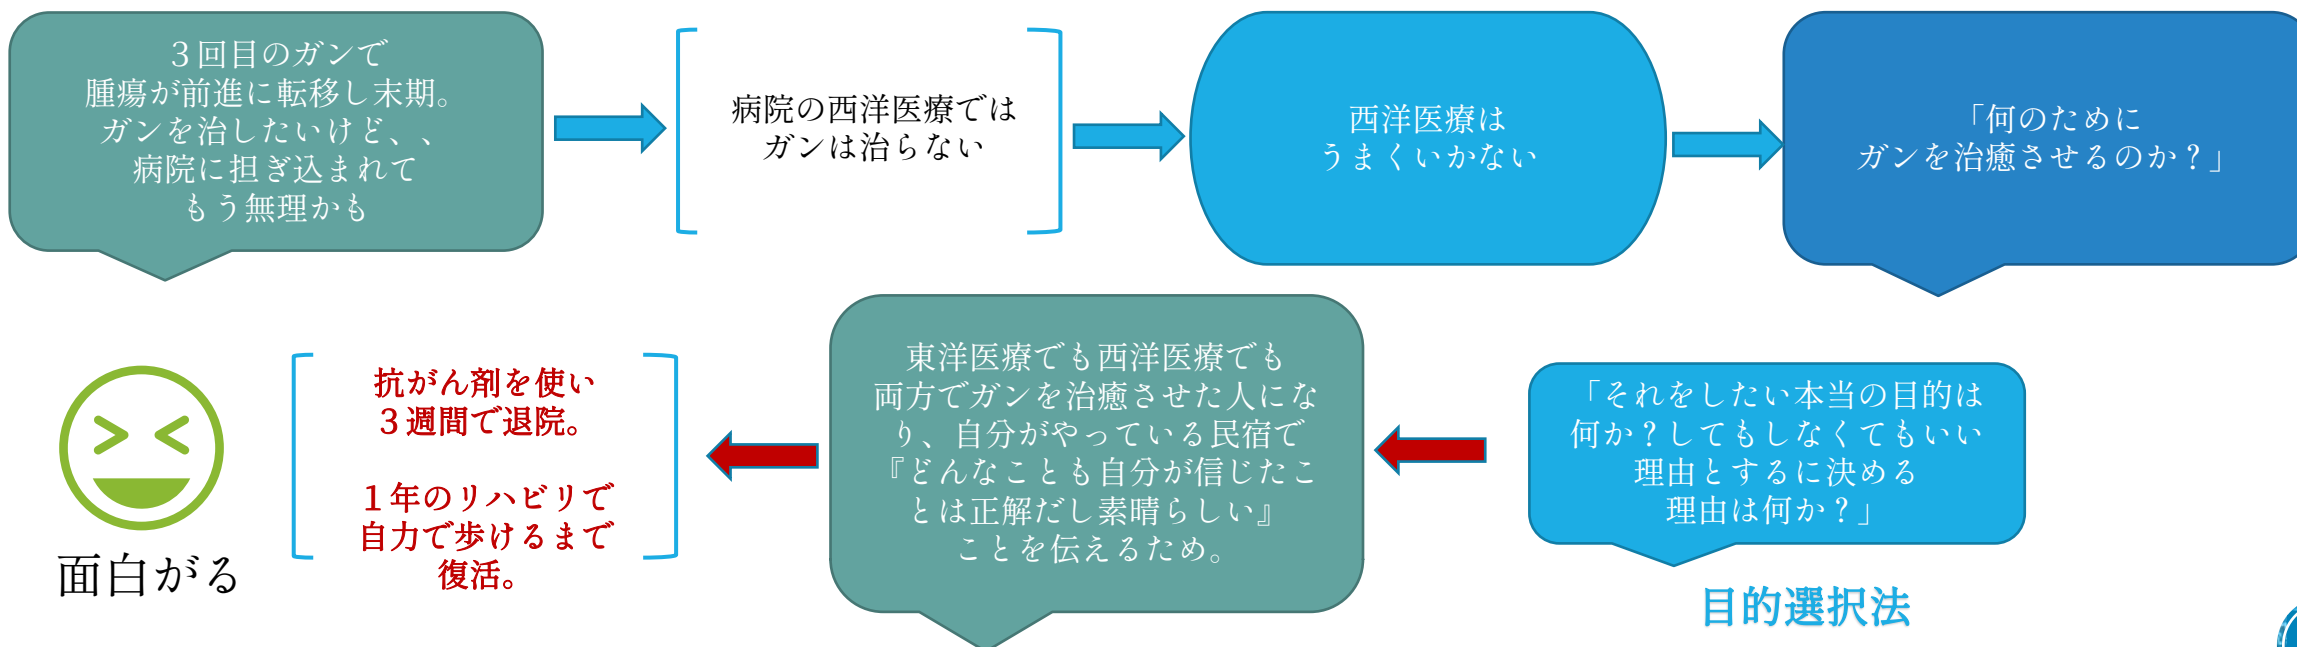 ３回目のガンで
腫瘍が前進に転移し末期。
ガンを治したいけど、、
病院に担ぎ込まれて
もう無理かも
病院の西洋医療では
ガンは治らない
西洋医療は
うまくいかない
「何のために
ガンを治癒させるのか？」
「それをしたい本当の目的は
何か？してもしなくてもいい
理由とするに決める
理由は何か？」
目的選択法
東洋医療でも西洋医療でも
両方でガンを治癒させた人にな
り、自分がやっている民宿で
『どんなことも自分が信じたこ
とは正解だし素晴らしい』
ことを伝えるため。
抗がん剤を使い
３週間で退院。
１年のリハビリで
自力で歩けるまで
復活。
面白がる